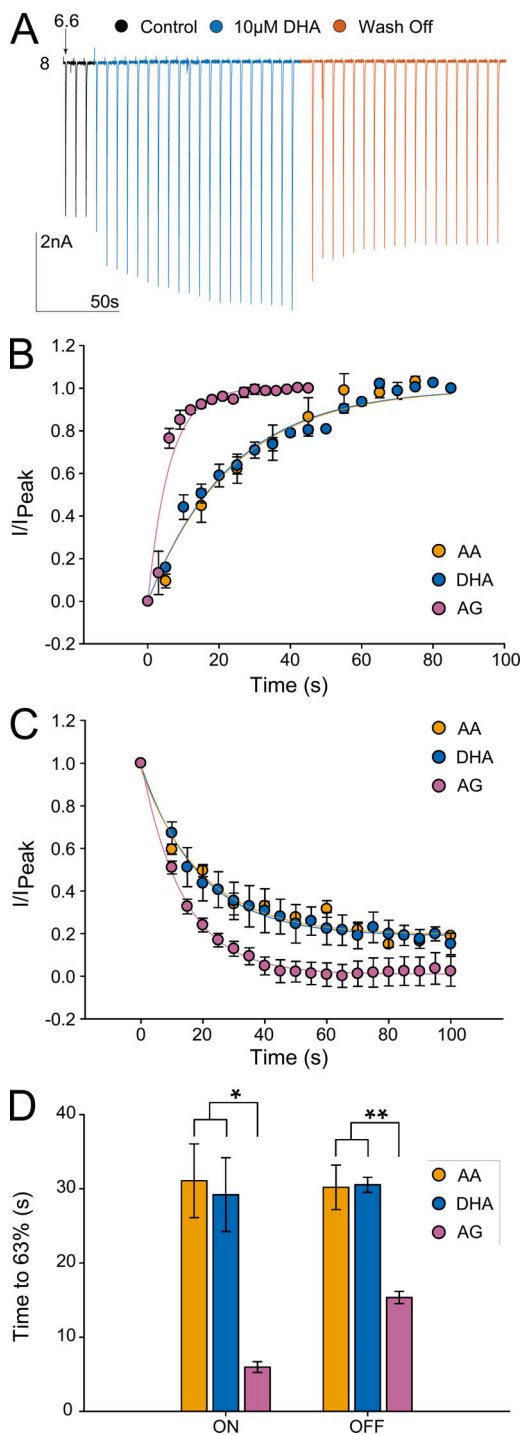 A
6.6
Control 10µM DHA Wash Off
8
2nA
50s
B
1.2
1.0
0.8
0.6
0.4
0.2
0.0
-0.2
I/IPeak
AA
DHA
AG
0 20 40 60 80 100
Time (s)
C
1.2
1.0
0.8
0.6
0.4
0.2
0.0
-0.2
I/IPeak
AA
DHA
AG
0 20 40 60 80 100
Time (s)
D
40
30
20
10
0
Time to 63% (s)
*
**
AA
DHA
AG
ON OFF